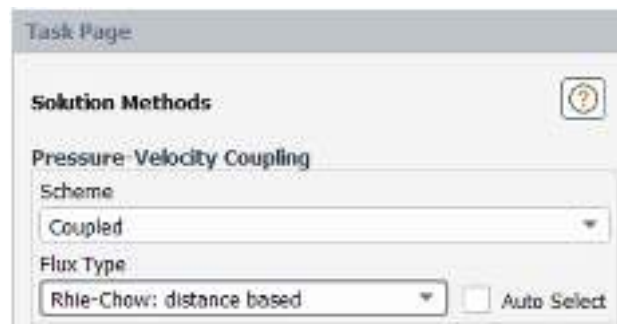 Task Page
Solution Methods
?
Pressure-Velocity Coupling
Scheme
Coupled
Flux Type
Rhie-Chow: distance based
Auto Select